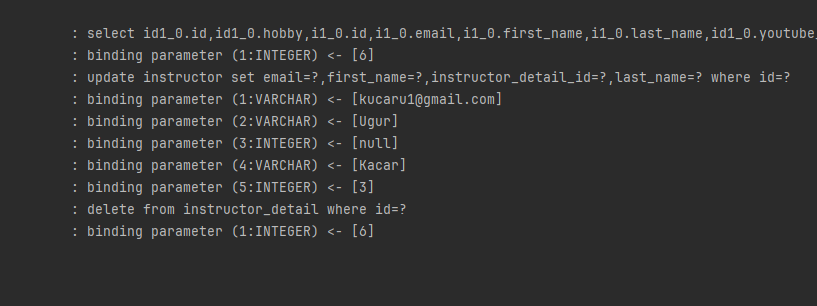 : select id1_0.id,id1_0.hobby,i1_0.id,i1_0.email,i1_0.first_name,i1_0.last_name,id1_0.youtube_
: binding parameter (1:INTEGER) <- [6]
: update instructor set email=?,first_name=?,instructor_detail_id=?,last_name=? where id=?
: binding parameter (1:VARCHAR) <- [kucaru1@gmail.com]
: binding parameter (2:VARCHAR) <- [Ugur]
: binding parameter (3:INTEGER) <- [null]
: binding parameter (4:VARCHAR) <- [Kacar]
: binding parameter (5:INTEGER) <- [3]
: delete from instructor_detail where id=?
: binding parameter (1:INTEGER) <- [6]